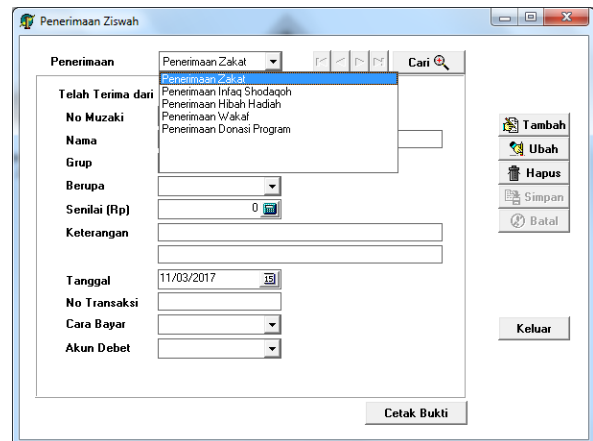 Penerimaan Ziswah
Penerimaan
Penerimaan Zakat
Cari
Penerimaan Zakat
Penerimaan Infaq Shodaqoh
Penerimaan Hibah Hadiah
Penerimaan Wakaf
Penerimaan Donasi Program
Telah Terima dari
No Muzaki
Nama
Grup
Berupa
Senilai (Rp)
0
Keterangan
Tanggal
11/03/2017
15
No Transaksi
Cara Bayar
Akun Debet
Tambah
Ubah
Hapus
Simpan
Batal
Keluar
Cetak Bukti